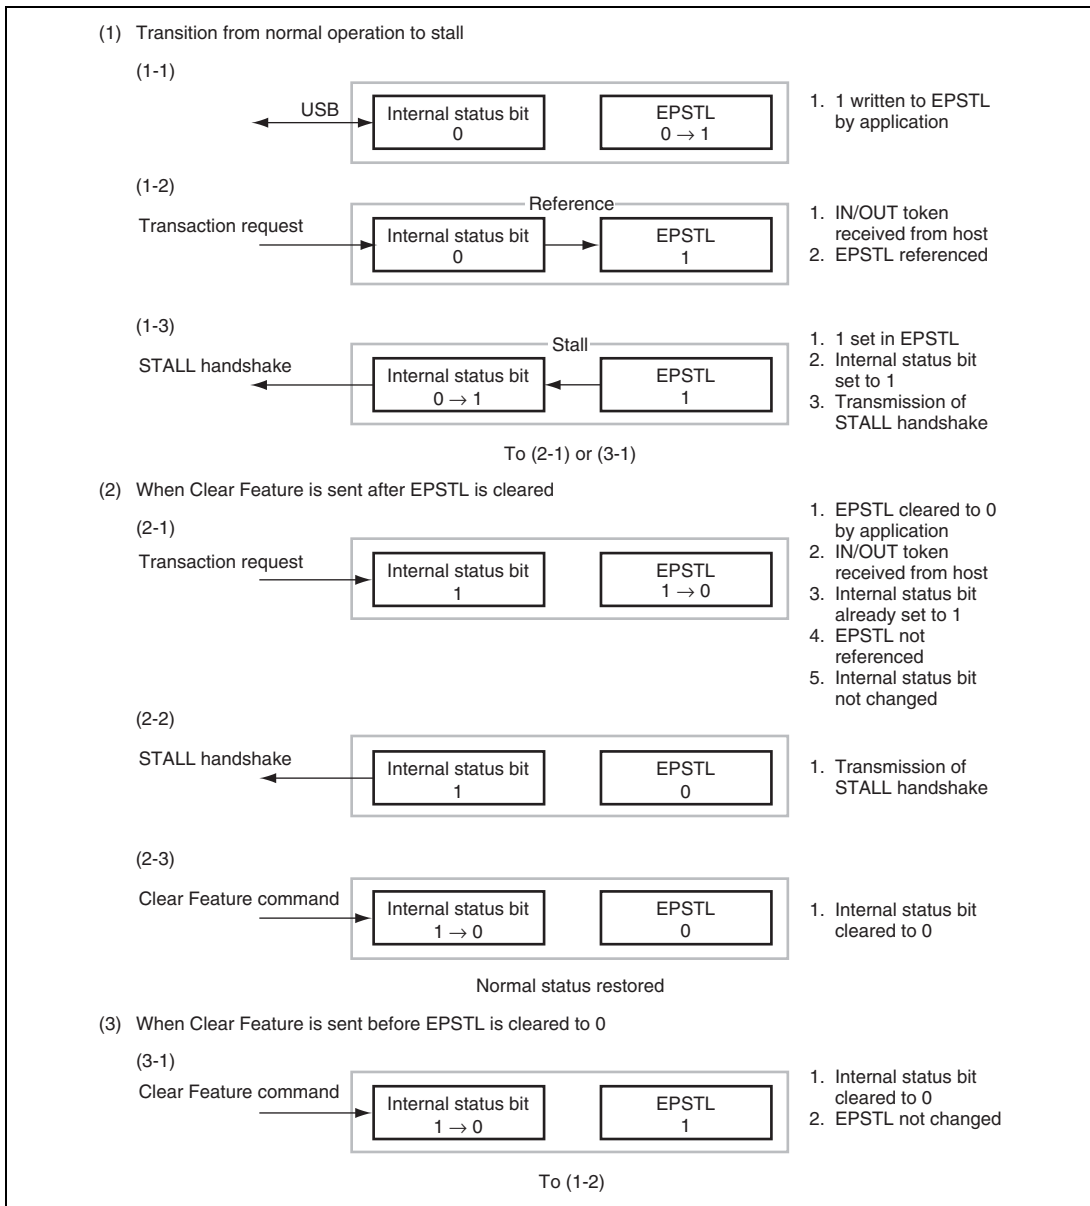 (1) Transition from normal operation to stall
(1-1)
USB
Internal status bit
0
EPSTL
0 → 1
1. 1 written to EPSTL
by application
(1-2)
Transaction request
Reference
Internal status bit
0
EPSTL
1
1. IN/OUT token
received from host
2. EPSTL referenced
(1-3)
STALL handshake
Stall
Internal status bit
0 → 1
EPSTL
1
1. 1 set in EPSTL
2. Internal status bit
set to 1
3. Transmission of
STALL handshake
To (2-1) or (3-1)
(2) When Clear Feature is sent after EPSTL is cleared
(2-1)
Transaction request
Internal status bit
1
EPSTL
1 → 0
1. EPSTL cleared to 0
by application
2. IN/OUT token
received from host
3. Internal status bit
already set to 1
4. EPSTL not
referenced
5. Internal status bit
not changed
(2-2)
STALL handshake
Internal status bit
1
EPSTL
0
1. Transmission of
STALL handshake
(2-3)
Clear Feature command
Internal status bit
1 → 0
EPSTL
0
1. Internal status bit
cleared to 0
Normal status restored
(3) When Clear Feature is sent before EPSTL is cleared to 0
(3-1)
Clear Feature command
Internal status bit
1 → 0
EPSTL
1
1. Internal status bit
cleared to 0
2. EPSTL not changed
To (1-2)